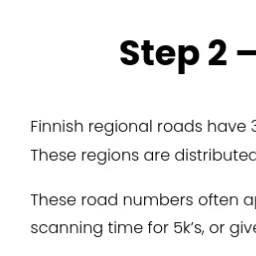 Step 2 –
Finnish regional roads have 3
These regions are distributed
These road numbers often ap
scanning time for 5k’s, or give